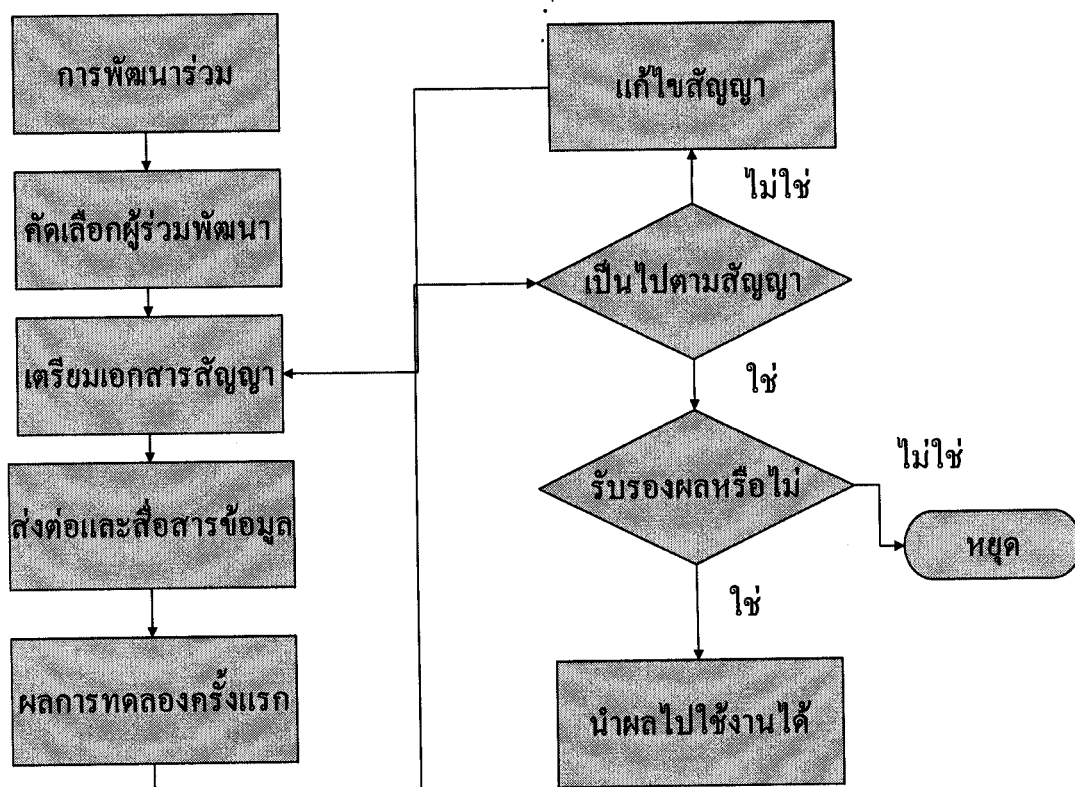 การพัฒนาร่วม
คัดเลือกผู้ร่วมพัฒนา
เตรียมเอกสารสัญญา
ส่งต่อและสื่อสารข้อมูล
ผลการทดลองครั้งแรก
แก้ไขสัญญา
ไม่ใช่
เป็นไปตามสัญญา
ใช่
รับรองผลหรือไม่
ไม่ใช่
หยุด
ใช่
นำผลไปใช้งานได้